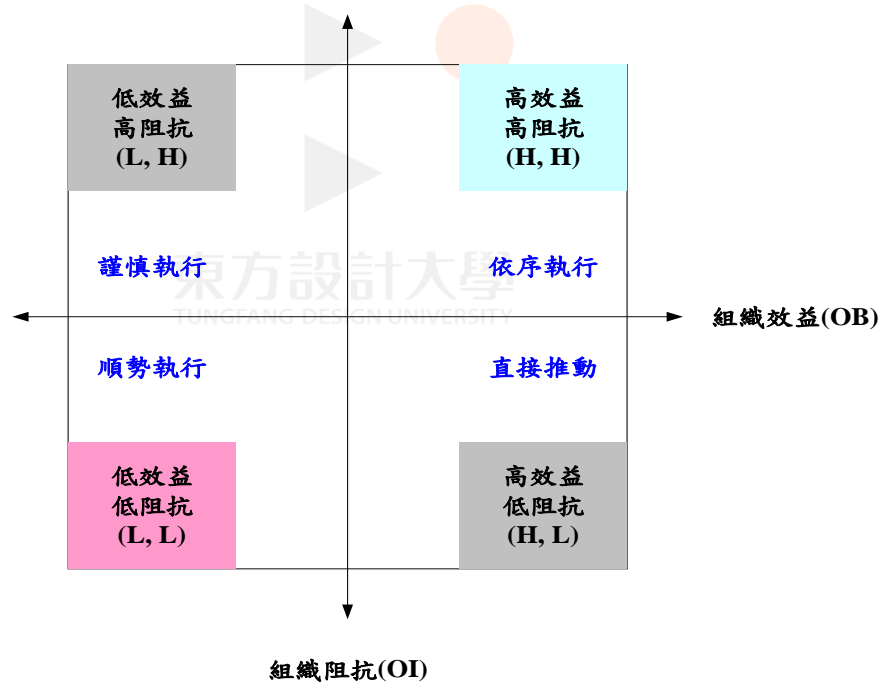 低效益
高阻抗
(L, H)
高效益
高阻抗
(H, H)
謹慎執行
依序執行
東方設計大學
TUNGFANG DESIGN UNIVERSITY
組織效益(OB)
順勢執行
直接推動
低效益
低阻抗
(L, L)
高效益
低阻抗
(H, L)
組織阻抗(OI)